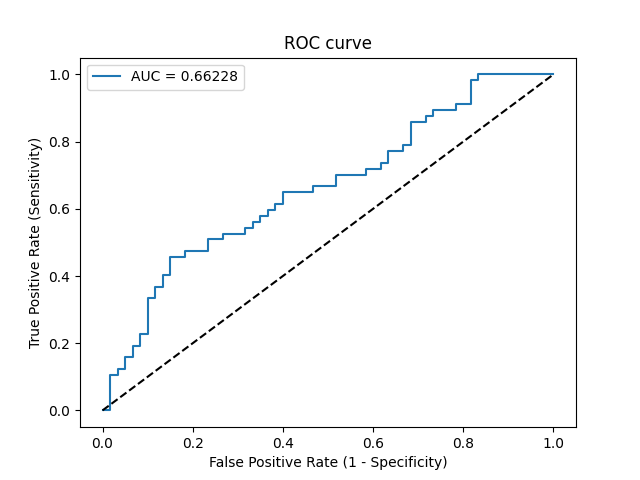 ROC curve
AUC = 0.66228
1.0
0.8
0.6
0.4
0.2
0.0
True Positive Rate (Sensitivity)
0.0 0.2 0.4 0.6 0.8 1.0
False Positive Rate (1 - Specificity)